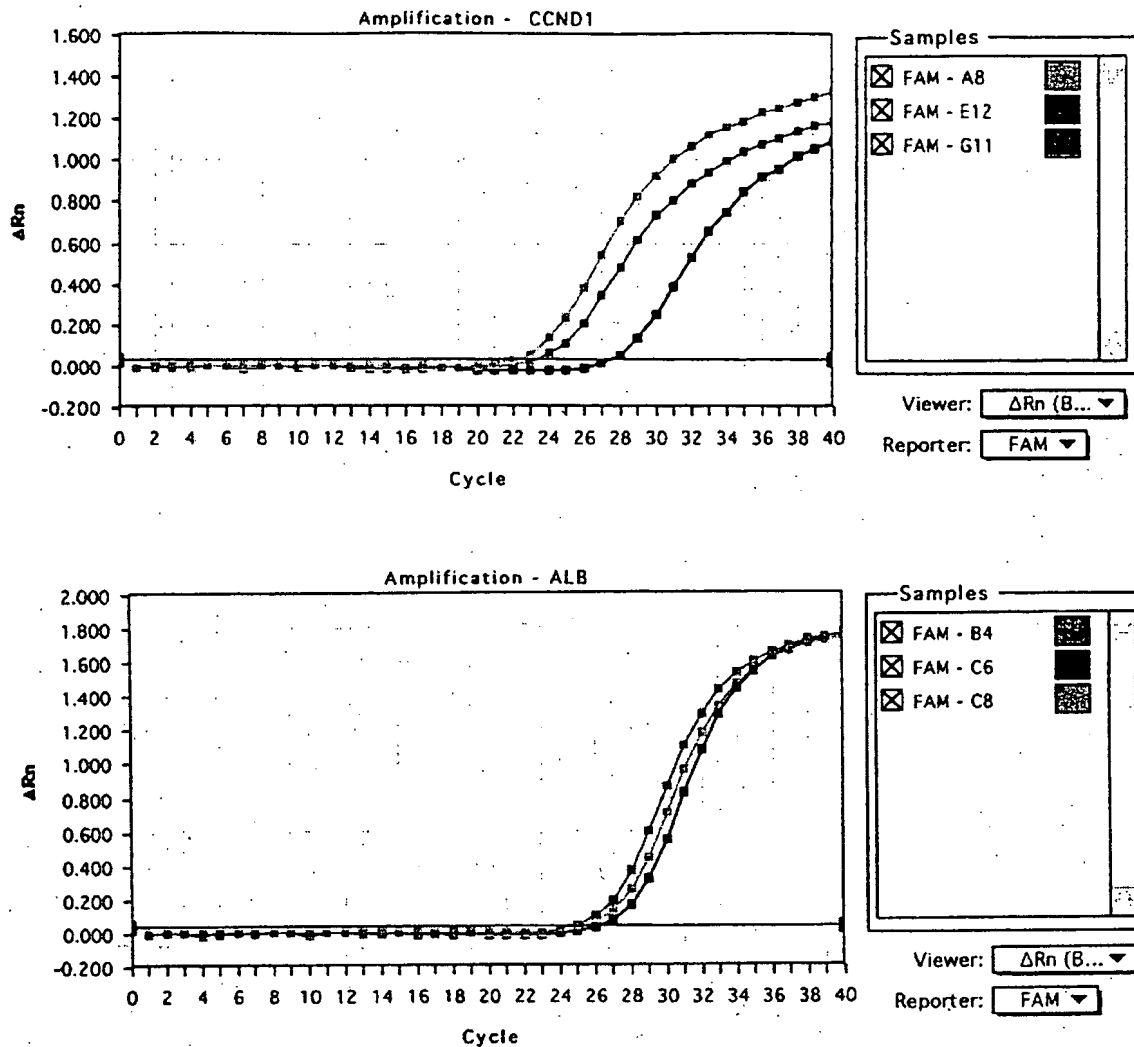 Amplification - CCND1
1.600
1.400
1.200
1.000
0.800
0.600
0.400
0.200
0.000
-0.200
ΔRn
0 2 4 6 8 10 12 14 16 18 20 22 24 26 28 30 32 34 36 38 40
Cycle
Samples
FAM - A8
FAM - E12
FAM - G11
Viewer: ΔRn (B...
Reporter: FAM
Amplification - ALB
2.000
1.800
1.600
1.400
1.200
1.000
0.800
0.600
0.400
0.200
0.000
-0.200
ΔRn
0 2 4 6 8 10 12 14 16 18 20 22 24 26 28 30 32 34 36 38 40
Cycle
Samples
FAM - B4
FAM - C6
FAM - C8
Viewer: ΔRn (B...
Reporter: FAM